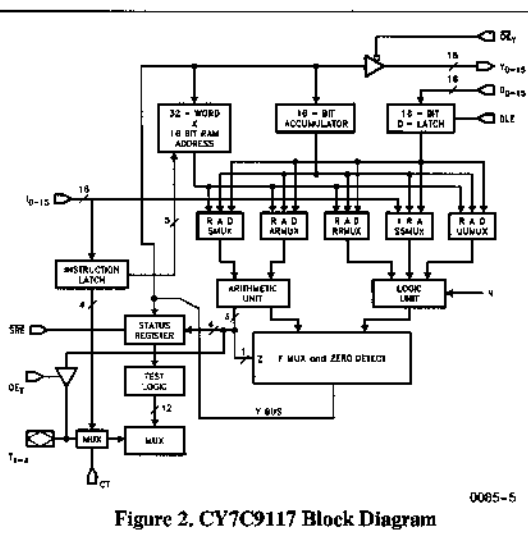 OEY
16
Y0-15
16
D0-15
DLE
32 - WORD
X
16 BIT RAM
ADDRESS
16 - BIT
ACCUMULATOR
16 - BIT
D - LATCH
I0-15
16
5
R A D
SMUX
R A D
ARMUX
R A D
RRMUX
I R A
SSMUX
R A D
UUMUX
INSTRUCTION
LATCH
ARITHMETIC
UNIT
LOGIC
UNIT
4
SRE
STATUS
REGISTER
4
1
Z
F MUX and ZERO DETECT
OET
TEST
LOGIC
12
Y BUS
T1-4
MUX
MUX
CT
0085-5
Figure 2. CY7C9117 Block Diagram